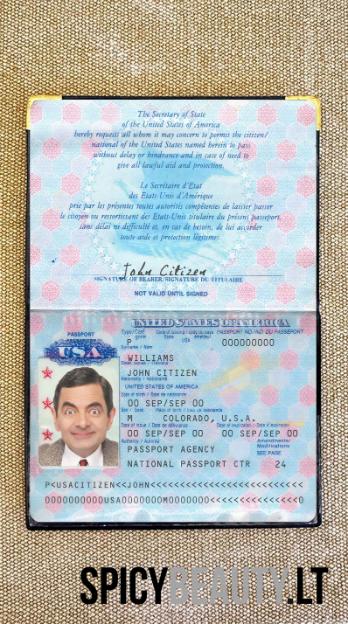 The Secretary of State
of the United States of America
hereby requests all whom it may concern to permit the citizen/
national of the United States named herein to pass
without delay or hindrance and in case of need to
give all lawful aid and protection.
Le Secrétaire d'Etat
des Etats-Unis d'Amérique
prie par les présentes toutes autorités compétentes de laisser passer
le citoyen ou ressortissant des Etats-Unis titulaire du présent passeport,
sans délai ni difficulté et, en cas de besoin, de lui accorder
toute aide et protection légitimes.
John Citizen
SIGNATURE OF BEARER/SIGNATURE DU TITULAIRE
NOT VALID UNTIL SIGNED
UNITED STATES OF AMERICA
PASSPORT
USA
P
USA
000000000
WILLIAMS
JOHN CITIZEN
UNITED STATES OF AMERICA
00 SEP/SEP 00
M COLORADO, U.S.A.
00 SEP/SEP 00 00 SEP/SEP 00
PASSPORT AGENCY
SEE PAGE
NATIONAL PASSPORT CTR 24
SPICYBEAUTY.LT